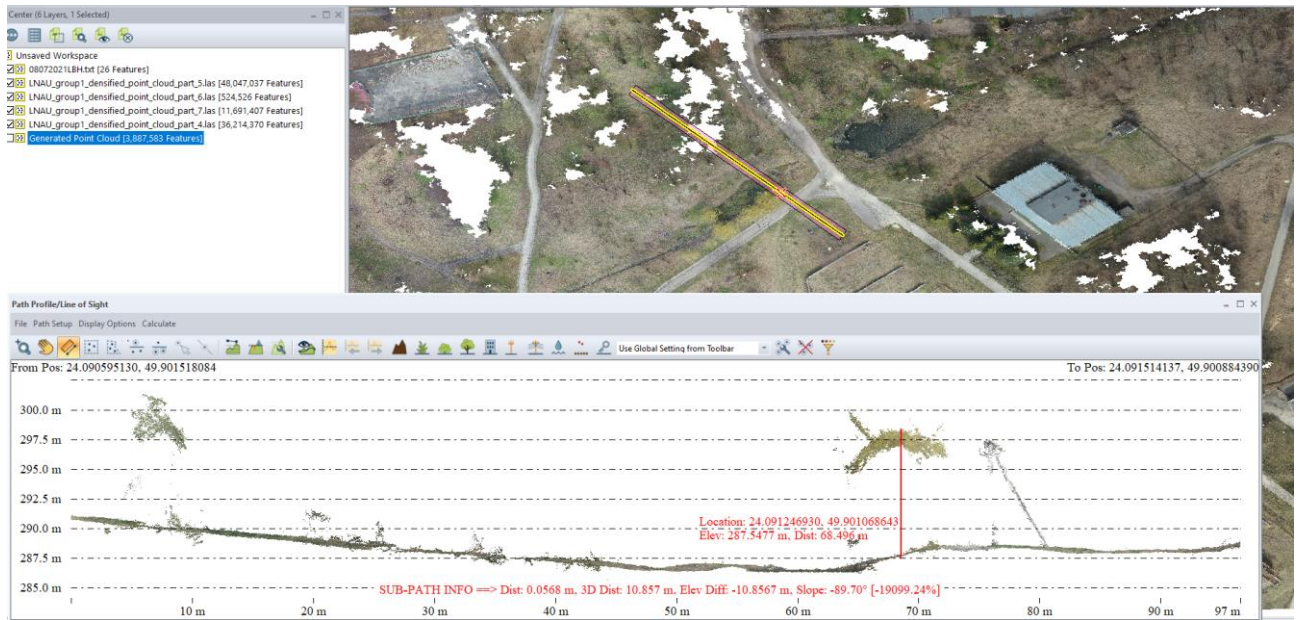 Center (6 Layers, 1 Selected)
Unsaved Workspace
08072021LBH.txt [26 Features]
LNAU_group1_densified_point_cloud_part_5.las [48,047,037 Features]
LNAU_group1_densified_point_cloud_part_6.las [524,526 Features]
LNAU_group1_densified_point_cloud_part_7.las [11,691,407 Features]
LNAU_group1_densified_point_cloud_part_4.las [36,214,370 Features]
Generated Point Cloud [3,887,583 Features]
Path Profile/Line of Sight
File Path Setup Display Options Calculate
Use Global Setting from Toolbar
From Pos: 24.090595130, 49.901518084 To Pos: 24.091514137, 49.900884390
300.0 m
297.5 m
295.0 m
292.5 m
290.0 m
287.5 m
285.0 m
Location: 24.091246930, 49.901068643
Elev: 287.5477 m, Dist: 68.496 m
SUB-PATH INFO ==> Dist: 0.0568 m, 3D Dist: 10.857 m, Elev Diff: -10.8567 m, Slope: -89.70° [-19099.24%]
10 m 20 m 30 m 40 m 50 m 60 m 70 m 80 m 90 m 97 m